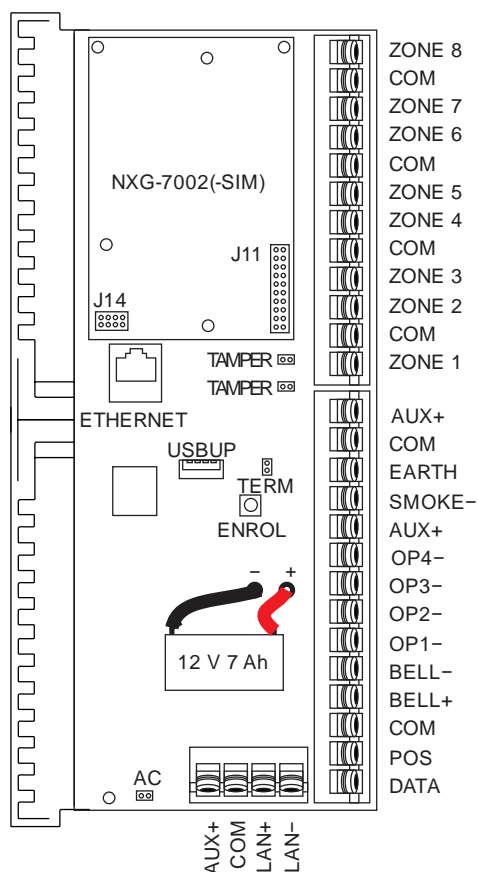 ZONE 8
COM
ZONE 7
ZONE 6
COM
ZONE 5
ZONE 4
COM
ZONE 3
ZONE 2
COM
ZONE 1
NXG-7002(-SIM)
J11
J14
TAMPER
TAMPER
ETHERNET
USBUP
TERM
ENROL
− +
12 V 7 Ah
AC
AUX+
COM
EARTH
SMOKE−
AUX+
OP4−
OP3−
OP2−
OP1−
BELL−
BELL+
COM
POS
DATA
AUX+
COM
LAN+
LAN−